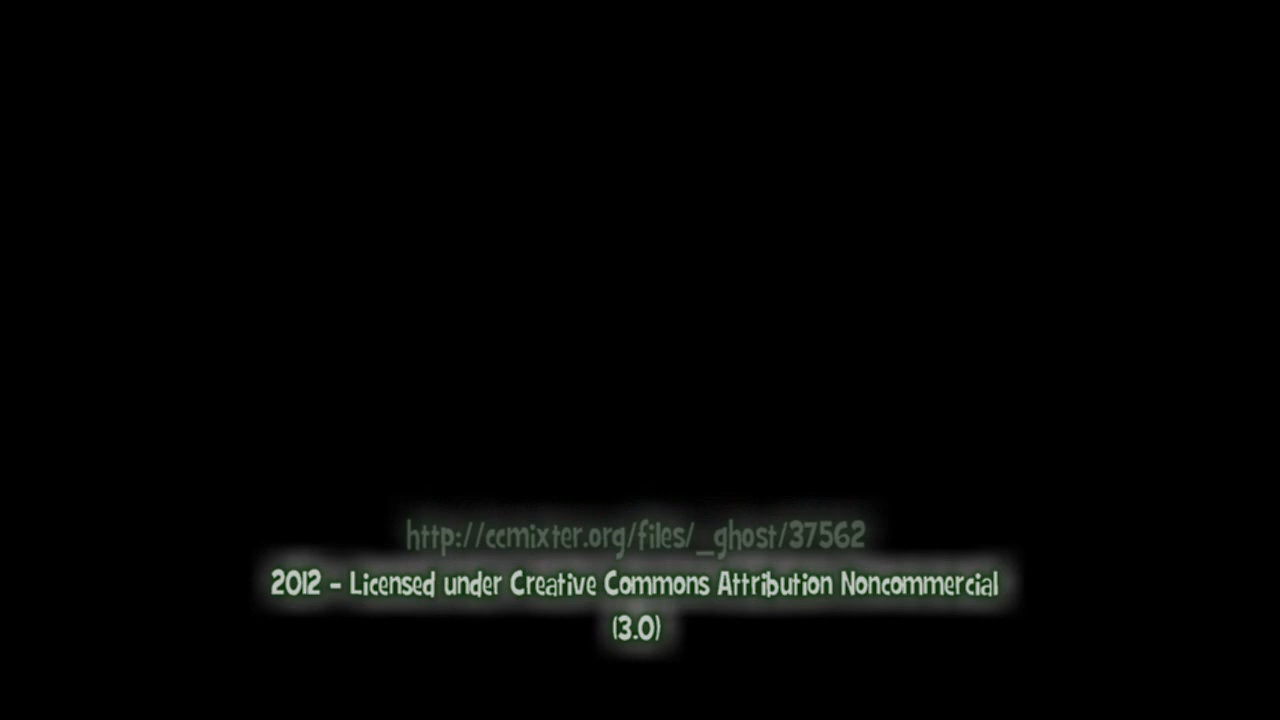 http://ccmixter.org/files/_ghost/37562
2012 - Licensed under Creative Commons Attribution Noncommercial
(3.0)